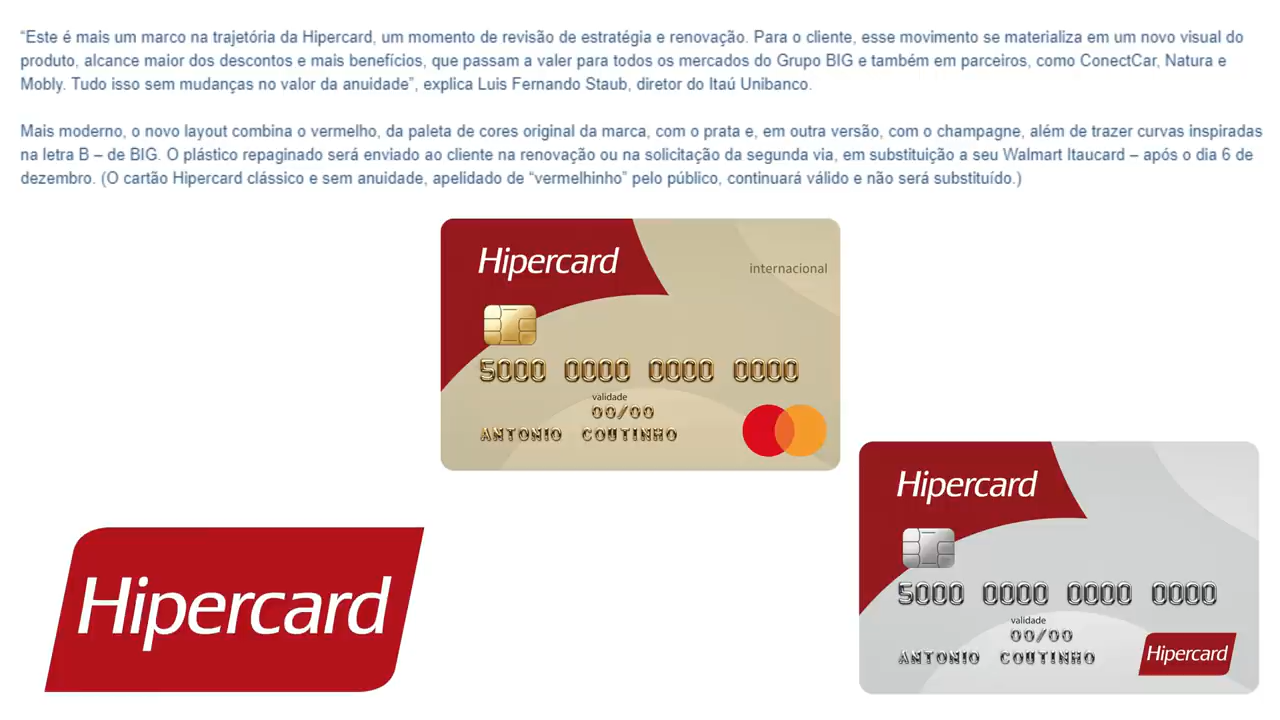 “Este é mais um marco na trajetória da Hipercard, um momento de revisão de estratégia e renovação. Para o cliente, esse movimento se materializa em um novo visual do
produto, alcance maior dos descontos e mais benefícios, que passam a valer para todos os mercados do Grupo BIG e também em parceiros, como ConectCar, Natura e
Mobly. Tudo isso sem mudanças no valor da anuidade”, explica Luis Fernando Staub, diretor do Itaú Unibanco.
Mais moderno, o novo layout combina o vermelho, da paleta de cores original da marca, com o prata e, em outra versão, com o champagne, além de trazer curvas inspiradas
na letra B – de BIG. O plástico repaginado será enviado ao cliente na renovação ou na solicitação da segunda via, em substituição a seu Walmart Itaucard – após o dia 6 de
dezembro. (O cartão Hipercard clássico e sem anuidade, apelidado de “vermelhinho” pelo público, continuará válido e não será substituído.)
Hipercard
internacional
5000 0000 0000 0000
validade
00/00
ANTONIO COUTINHO
Hipercard
5000 0000 0000 0000
validade
00/00
ANTONIO COUTINHO
Hipercard
Hipercard